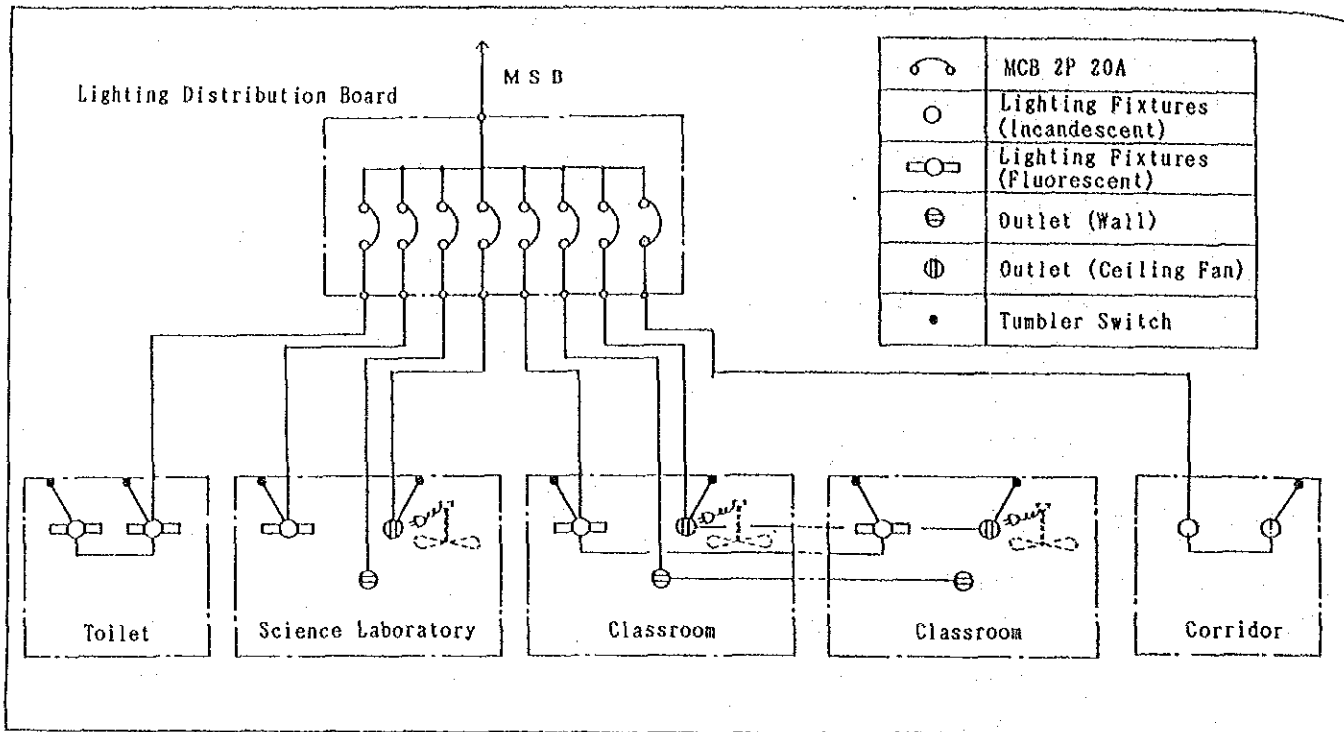 M S B
Lighting Distribution Board
MCB 2P 20A
Lighting Fixtures
(Incandescent)
Lighting Fixtures
(Fluorescent)
Outlet (Wall)
Outlet (Ceiling Fan)
Tumbler Switch
Toilet
Science Laboratory
Classroom
Classroom
Corridor